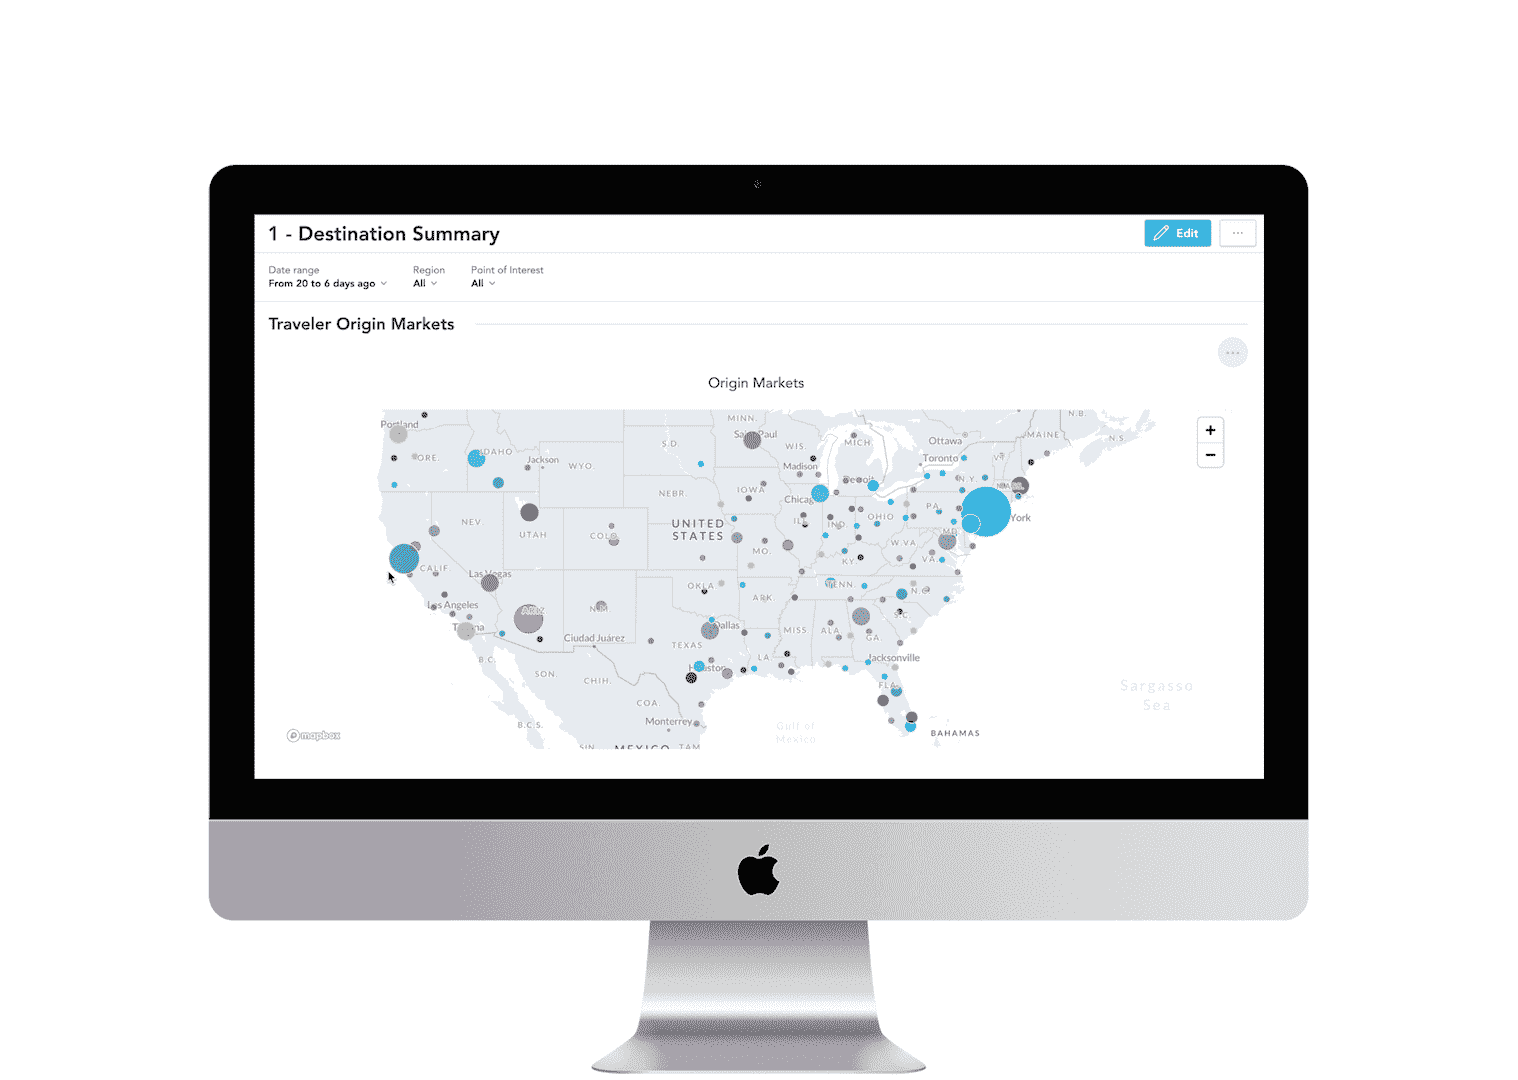 1 - Destination Summary
Edit
Date range
Region
Point of Interest
From 20 to 6 days ago
All
All
Traveler Origin Markets
Origin Markets
MINN.
N.B.
Portland
Ottawa
MAINE
N.S.
S.D.
WIS.
MICH
Toronto
ORE.
Jackson
WYO.
Madison
IOWA
N.Y.
NEBR.
Chicag
PA.
York
NEV.
UNITED
STATES
ILL
IND.
OHIO
UTAH
COLO.
MD.
MO.
W.VA
KY.
VA.
CALIF.
Las Vegas
OKLA
TENN.
ARK.
N.C.
Los Angeles
ARIZ.
N.M.
Dallas
MISS.
ALA.
GA.
S.C.
Ciudad Juárez
TEXAS
LA.
Jacksonville
B.C.
SON.
CHIH.
Houston
FLA.
Sargasso
Sea
COA
B.C.S.
Monterrey
Gulf of
Mexico
BAHAMAS
mapbox
SIN.
MEXICO
TAM